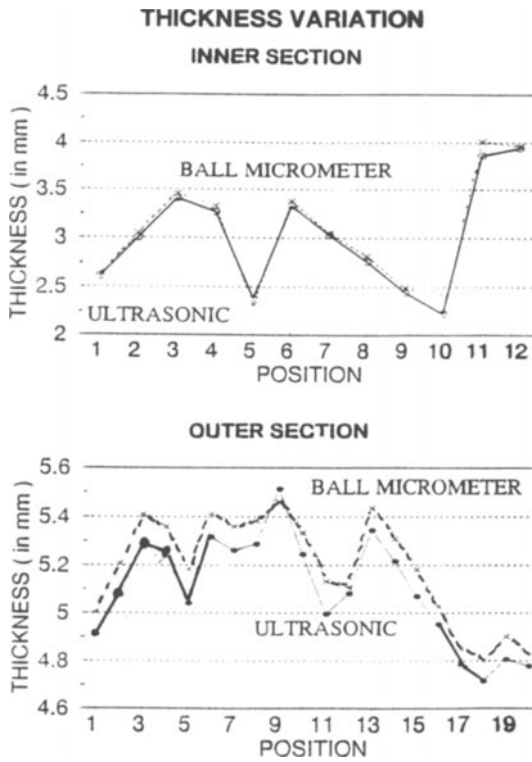 THICKNESS VARIATION
INNER SECTION
THICKNESS ( in mm )
4.5
4
3.5
3
2.5
2
BALL MICROMETER
ULTRASONIC
1 2 3 4 5 6 7 8 9 10 11 12
POSITION
OUTER SECTION
THICKNESS ( in mm )
5.6
5.4
5.2
5
4.8
4.6
BALL MICROMETER
ULTRASONIC
1 3 5 7 9 11 13 15 17 19
POSITION